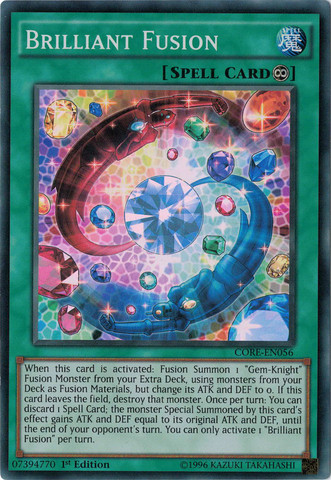 BRILLIANT FUSION
魔
[SPELL CARD∞]
CORE-EN056
When this card is activated: Fusion Summon 1 "Gem-Knight"
Fusion Monster from your Extra Deck, using monsters from your
Deck as Fusion Materials, but change its ATK and DEF to 0. If this
card leaves the field, destroy that monster. Once per turn: You can
discard 1 Spell Card; the monster Special Summoned by this card's
effect gains ATK and DEF equal to its original ATK and DEF, until
the end of your opponent's turn. You can only activate 1 "Brilliant
Fusion" per turn.
07394770 1st Edition ©1996 KAZUKI TAKAHASHI